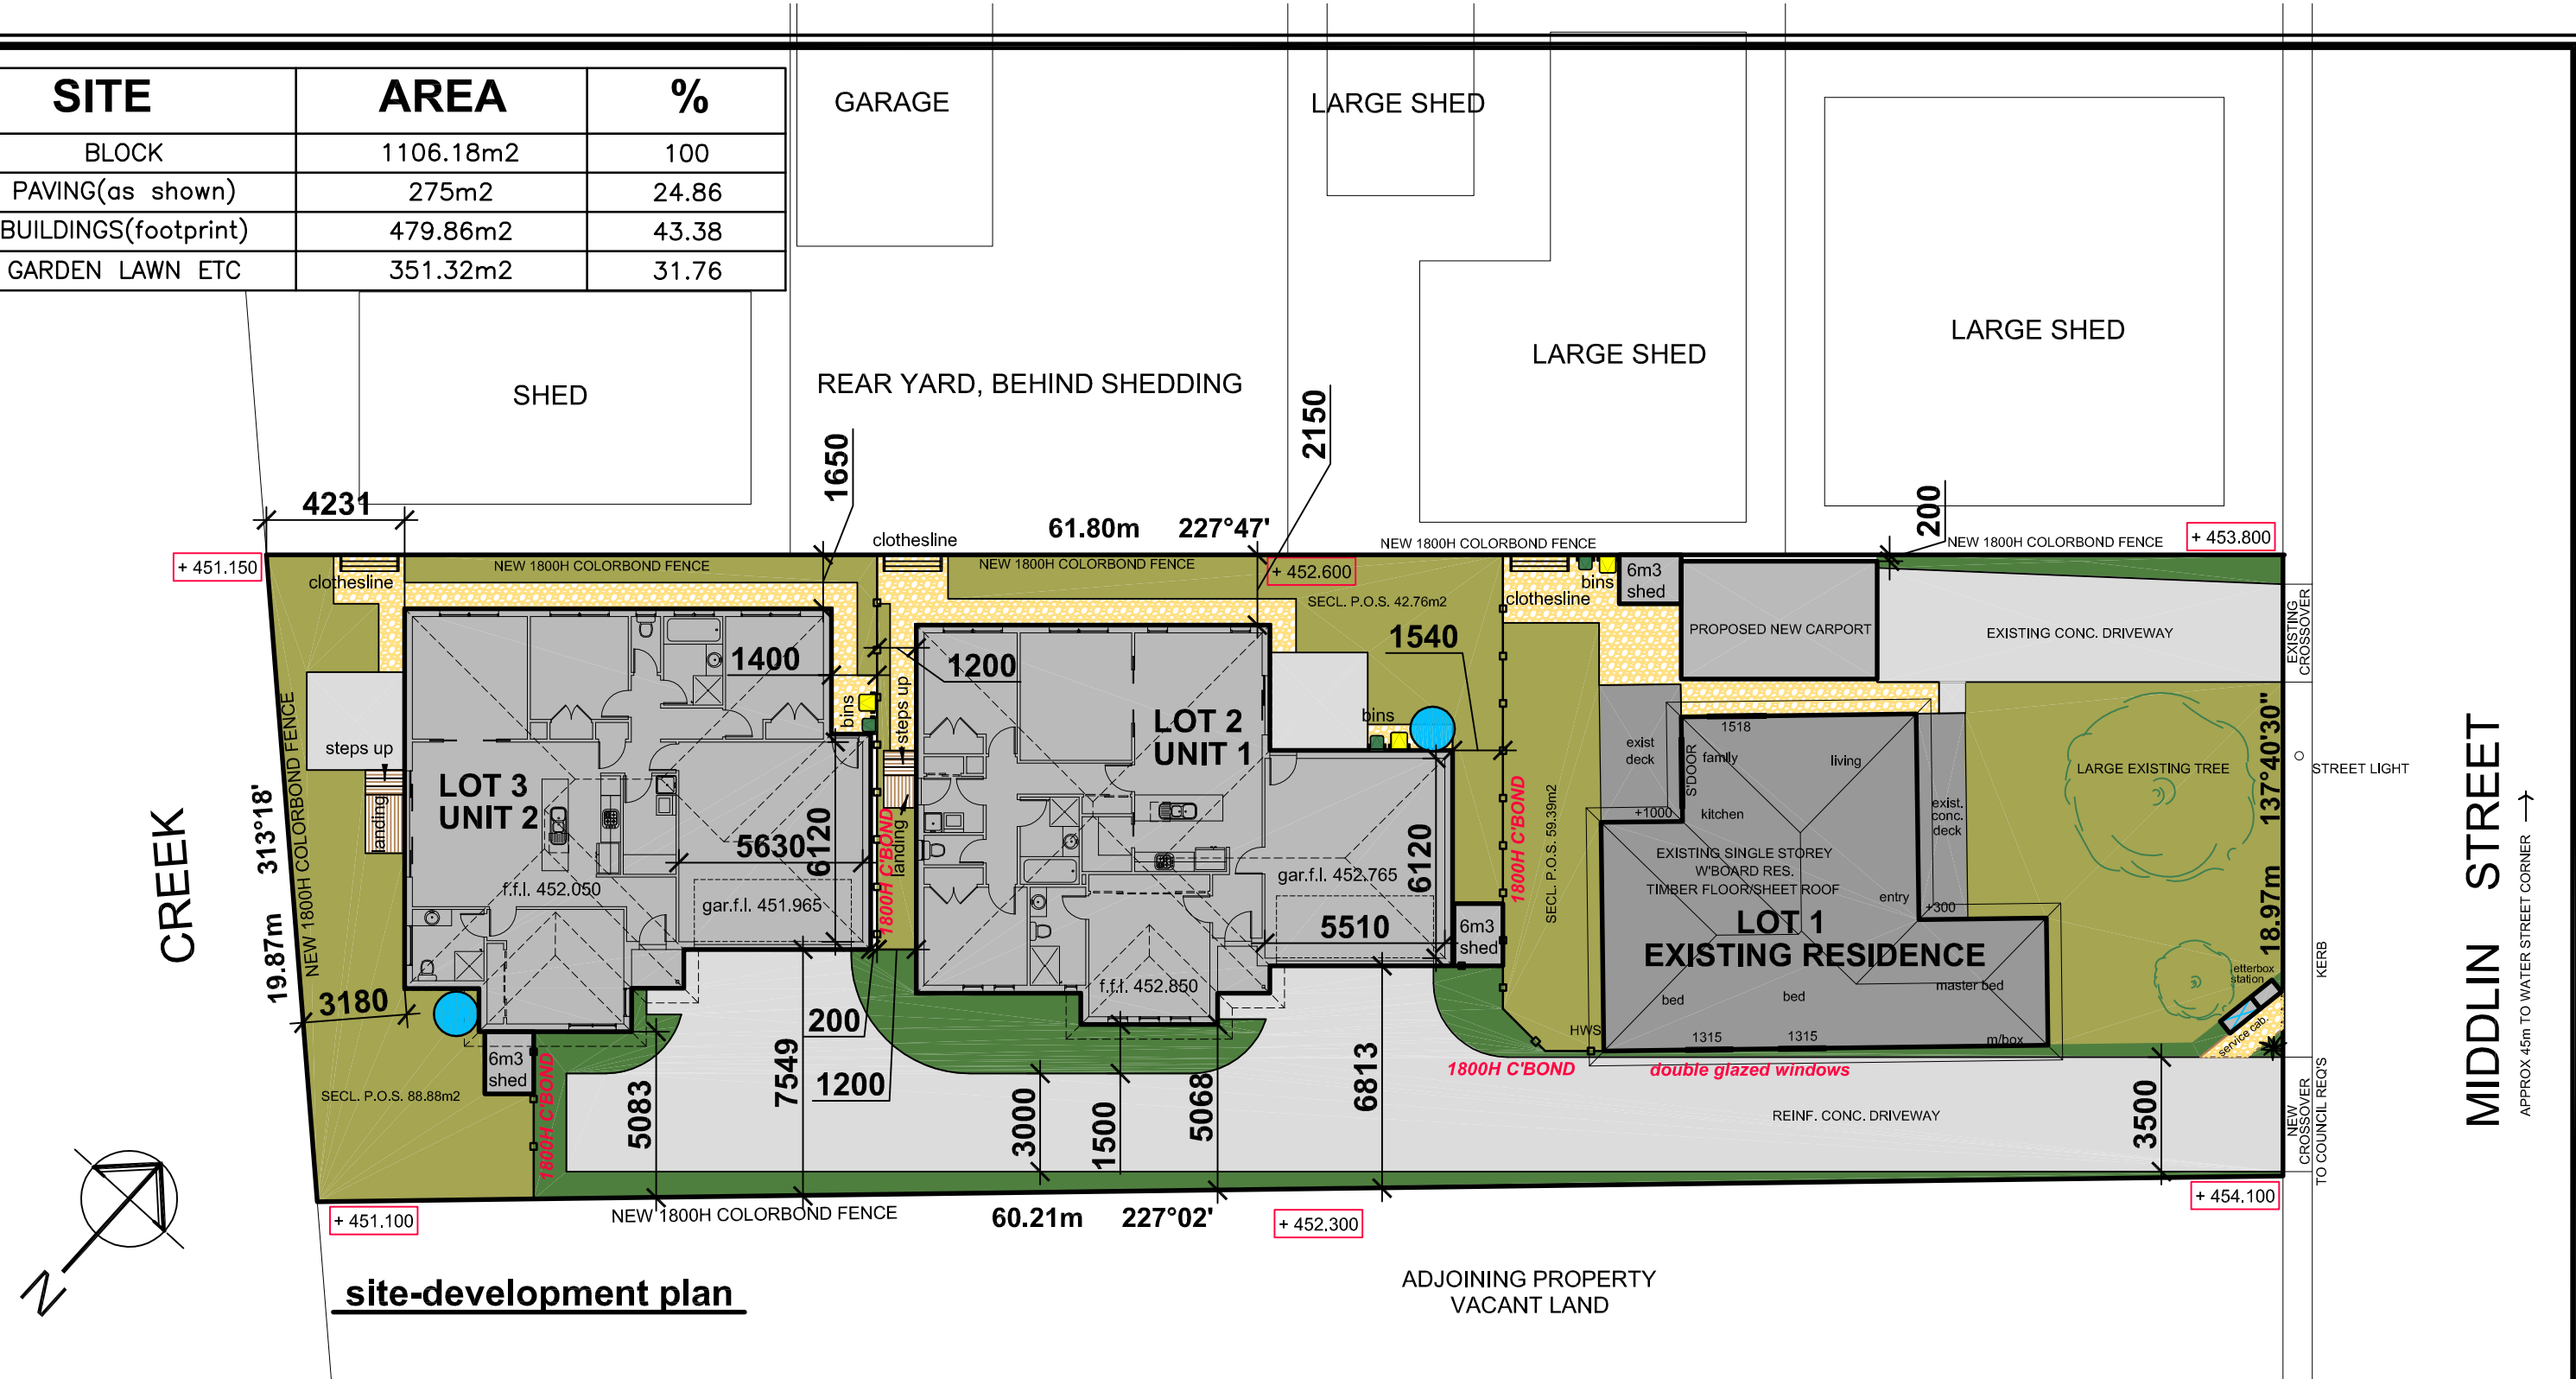 SITE AREA %
BLOCK 1106.18m2 100
PAVING(as shown) 275m2 24.86
BUILDINGS(footprint) 479.86m2 43.38
GARDEN LAWN ETC 351.32m2 31.76
GARAGE
LARGE SHED
LARGE SHED
LARGE SHED
SHED
REAR YARD, BEHIND SHEDDING
4231
1650
2150
200
61.80m 227°47'
clothesline
NEW 1800H COLORBOND FENCE
NEW 1800H COLORBOND FENCE
+ 453.800
+ 451.150
NEW 1800H COLORBOND FENCE
NEW 1800H COLORBOND FENCE
+ 452.600
clothesline
SECL. P.O.S. 42.76m2
clothesline
bins
6m3
shed
PROPOSED NEW CARPORT
EXISTING CONC. DRIVEWAY
EXISTING
CROSSOVER
1400
1200
1540
bins
steps up
landing
bins
LOT 2
UNIT 1
steps up
landing
LOT 3
UNIT 2
5630
6120
f.f.l. 452.050
gar.f.l. 451.965
1800H C'BOND
gar.f.l. 452.765
6120
5510
6m3
shed
f.f.l. 452.850
1800H C'BOND
SECL. P.O.S. 59.39m2
exist
deck
1518
S'DOOR
family
living
kitchen
+1000
exist.
conc.
deck
EXISTING SINGLE STOREY
W'BOARD RES.
TIMBER FLOOR/SHEET ROOF
entry
+300
LOT 1
EXISTING RESIDENCE
bed
bed
master bed
HWS
1315
1315
m/box
LARGE EXISTING TREE
137°40'30"
18.97m
STREET LIGHT
KERB
etterbox
station
service cab.
CREEK
19.87m 313°18'
NEW 1800H COLORBOND FENCE
3180
6m3
shed
1800H C'BOND
SECL. P.O.S. 88.88m2
5083
7549
200
1200
3000
1500
5068
6813
1800H C'BOND
double glazed windows
REINF. CONC. DRIVEWAY
3500
NEW
CROSSOVER
TO COUNCIL REQ'S
MIDDLIN STREET
APPROX 45m TO WATER STREET CORNER
+ 451.100
NEW 1800H COLORBOND FENCE
60.21m 227°02'
+ 452.300
+ 454.100
N
site-development plan
ADJOINING PROPERTY
VACANT LAND